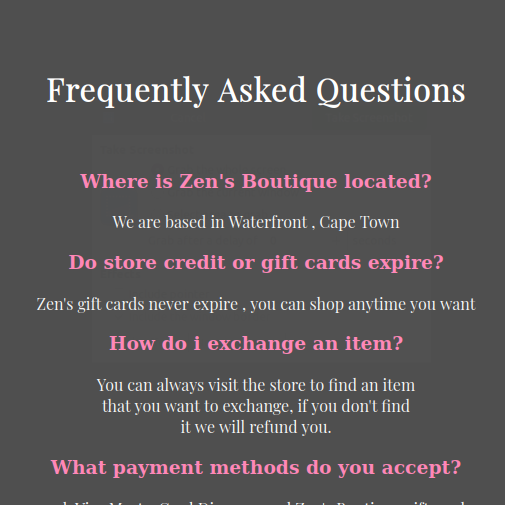 Frequently Asked Questions
Where is Zen's Boutique located?
We are based in Waterfront , Cape Town
Do store credit or gift cards expire?
Zen's gift cards never expire , you can shop anytime you want
How do i exchange an item?
You can always visit the store to find an item
that you want to exchange, if you don't find
it we will refund you.
What payment methods do you accept?